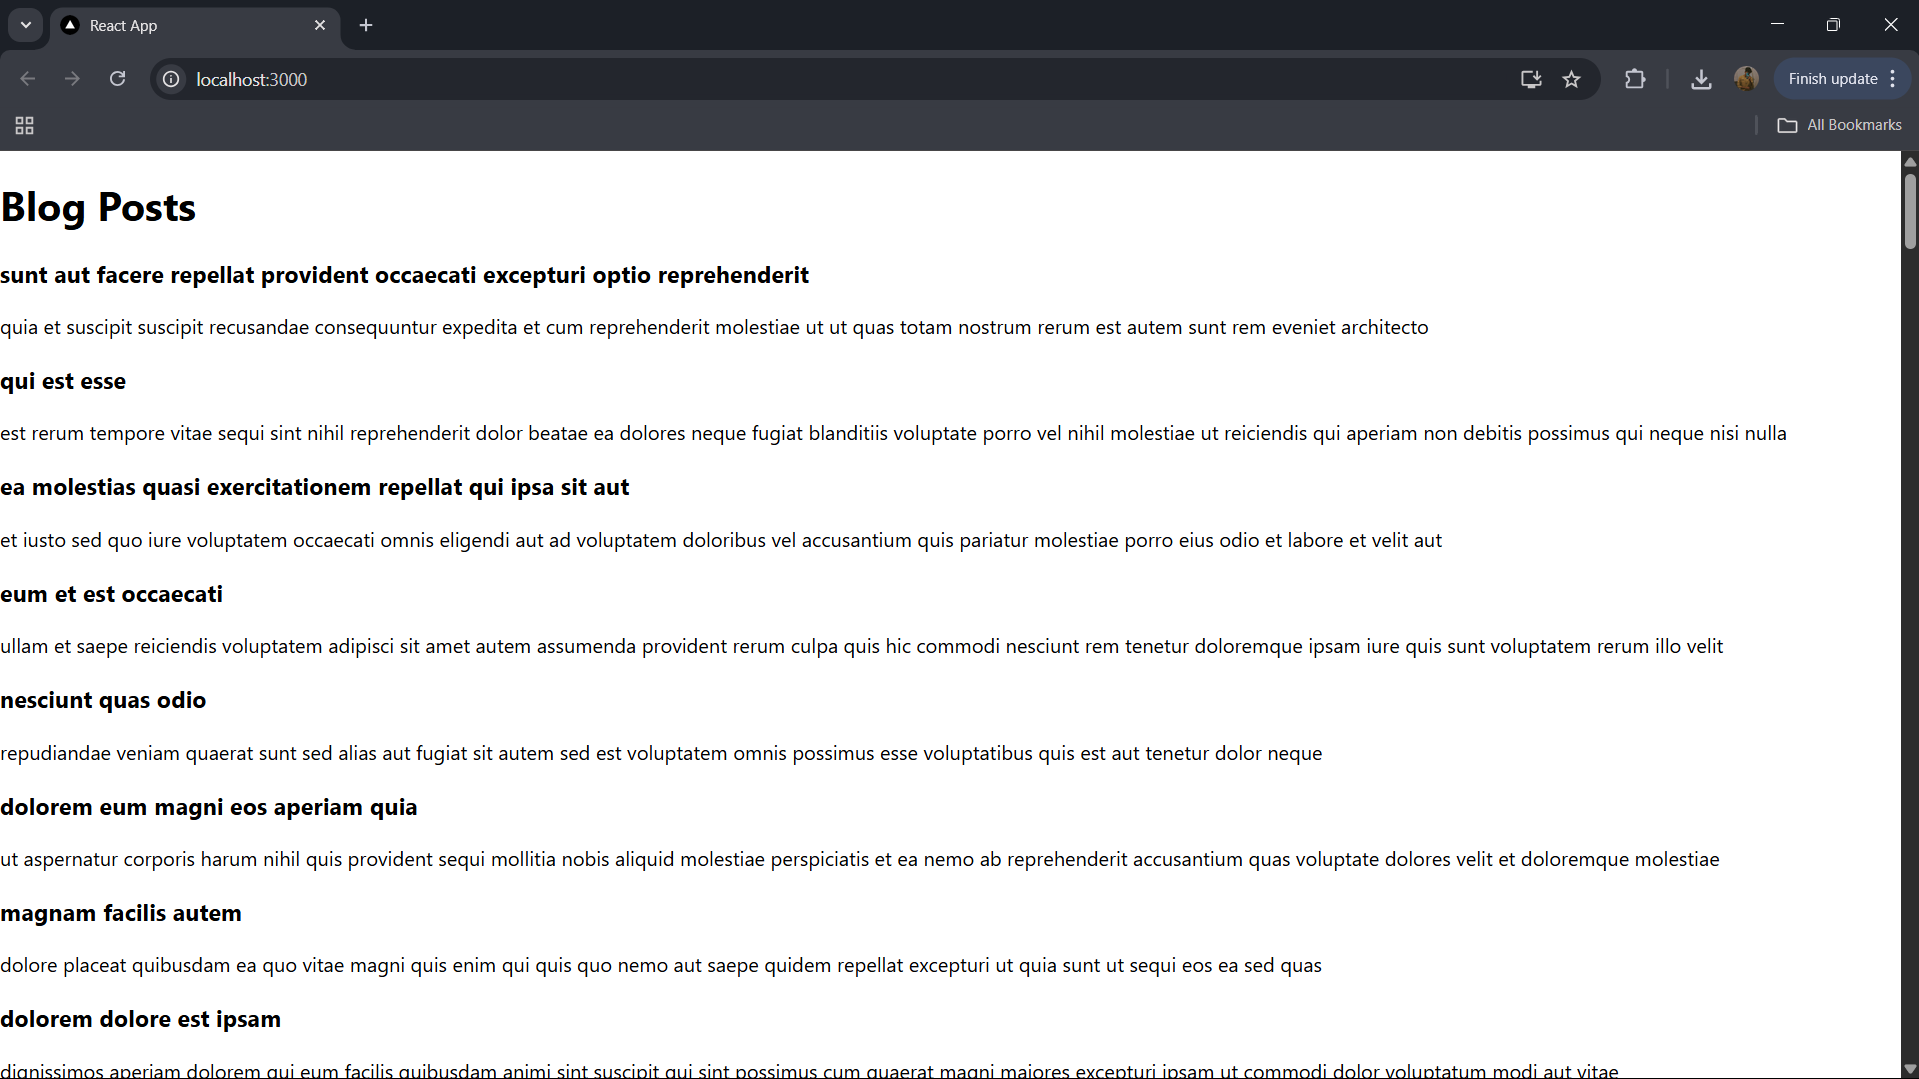 React App
localhost:3000
Finish update
All Bookmarks
Blog Posts
sunt aut facere repellat provident occaecati excepturi optio reprehenderit
quia et suscipit suscipit recusandae consequuntur expedita et cum reprehenderit molestiae ut ut quas totam nostrum rerum est autem sunt rem eveniet architecto
qui est esse
est rerum tempore vitae sequi sint nihil reprehenderit dolor beatae ea dolores neque fugiat blanditiis voluptate porro vel nihil molestiae ut reiciendis qui aperiam non debitis possimus qui neque nisi nulla
ea molestias quasi exercitationem repellat qui ipsa sit aut
et iusto sed quo iure voluptatem occaecati omnis eligendi aut ad voluptatem doloribus vel accusantium quis pariatur molestiae porro eius odio et labore et velit aut
eum et est occaecati
ullam et saepe reiciendis voluptatem adipisci sit amet autem assumenda provident rerum culpa quis hic commodi nesciunt rem tenetur doloremque ipsam iure quis sunt voluptatem rerum illo velit
nesciunt quas odio
repudiandae veniam quaerat sunt sed alias aut fugiat sit autem sed est voluptatem omnis possimus esse voluptatibus quis est aut tenetur dolor neque
dolorem eum magni eos aperiam quia
ut aspernatur corporis harum nihil quis provident sequi mollitia nobis aliquid molestiae perspiciatis et ea nemo ab reprehenderit accusantium quas voluptate dolores velit et doloremque molestiae
magnam facilis autem
dolore placeat quibusdam ea quo vitae magni quis enim qui quis quo nemo aut saepe quidem repellat excepturi ut quia sunt ut sequi eos ea sed quas
dolorem dolore est ipsam
dignissimos aperiam dolorem qui eum facilis quibusdam animi sint suscipit qui sint possimus cum quaerat magni maiores excepturi ipsam ut commodi dolor voluptatum modi aut vitae